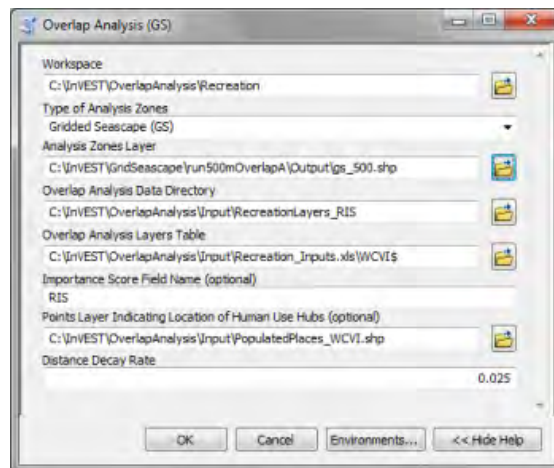 Overlap Analysis (GS)
Workspace
C:\InVEST\OverlapAnalysis\Recreation
Type of Analysis Zones
Gridded Seascape (GS)
Analysis Zones Layer
C:\InVEST\GridSeascape\run500mOverlapA\Output\gs_500.shp
Overlap Analysis Data Directory
C:\InVEST\OverlapAnalysis\Input\RecreationLayers_RIS
Overlap Analysis Layers Table
C:\InVEST\OverlapAnalysis\Input\Recreation_Inputs.xls\WCVI$
Importance Score Field Name (optional)
RIS
Points Layer Indicating Location of Human Use Hubs (optional)
C:\InVEST\OverlapAnalysis\Input\PopulatedPlaces_WCVI.shp
Distance Decay Rate
0.025
OK Cancel Environments... << Hide Help